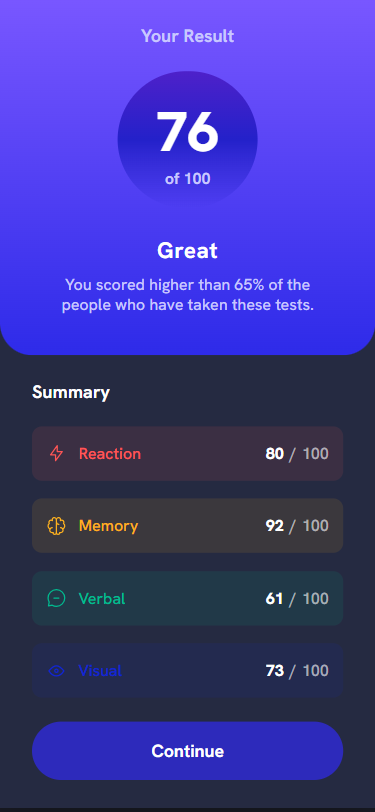 Your Result
76
of 100
Great
You scored higher than 65% of the
people who have taken these tests.
Summary
Reaction 80 / 100
Memory 92 / 100
Verbal 61 / 100
Visual 73 / 100
Continue